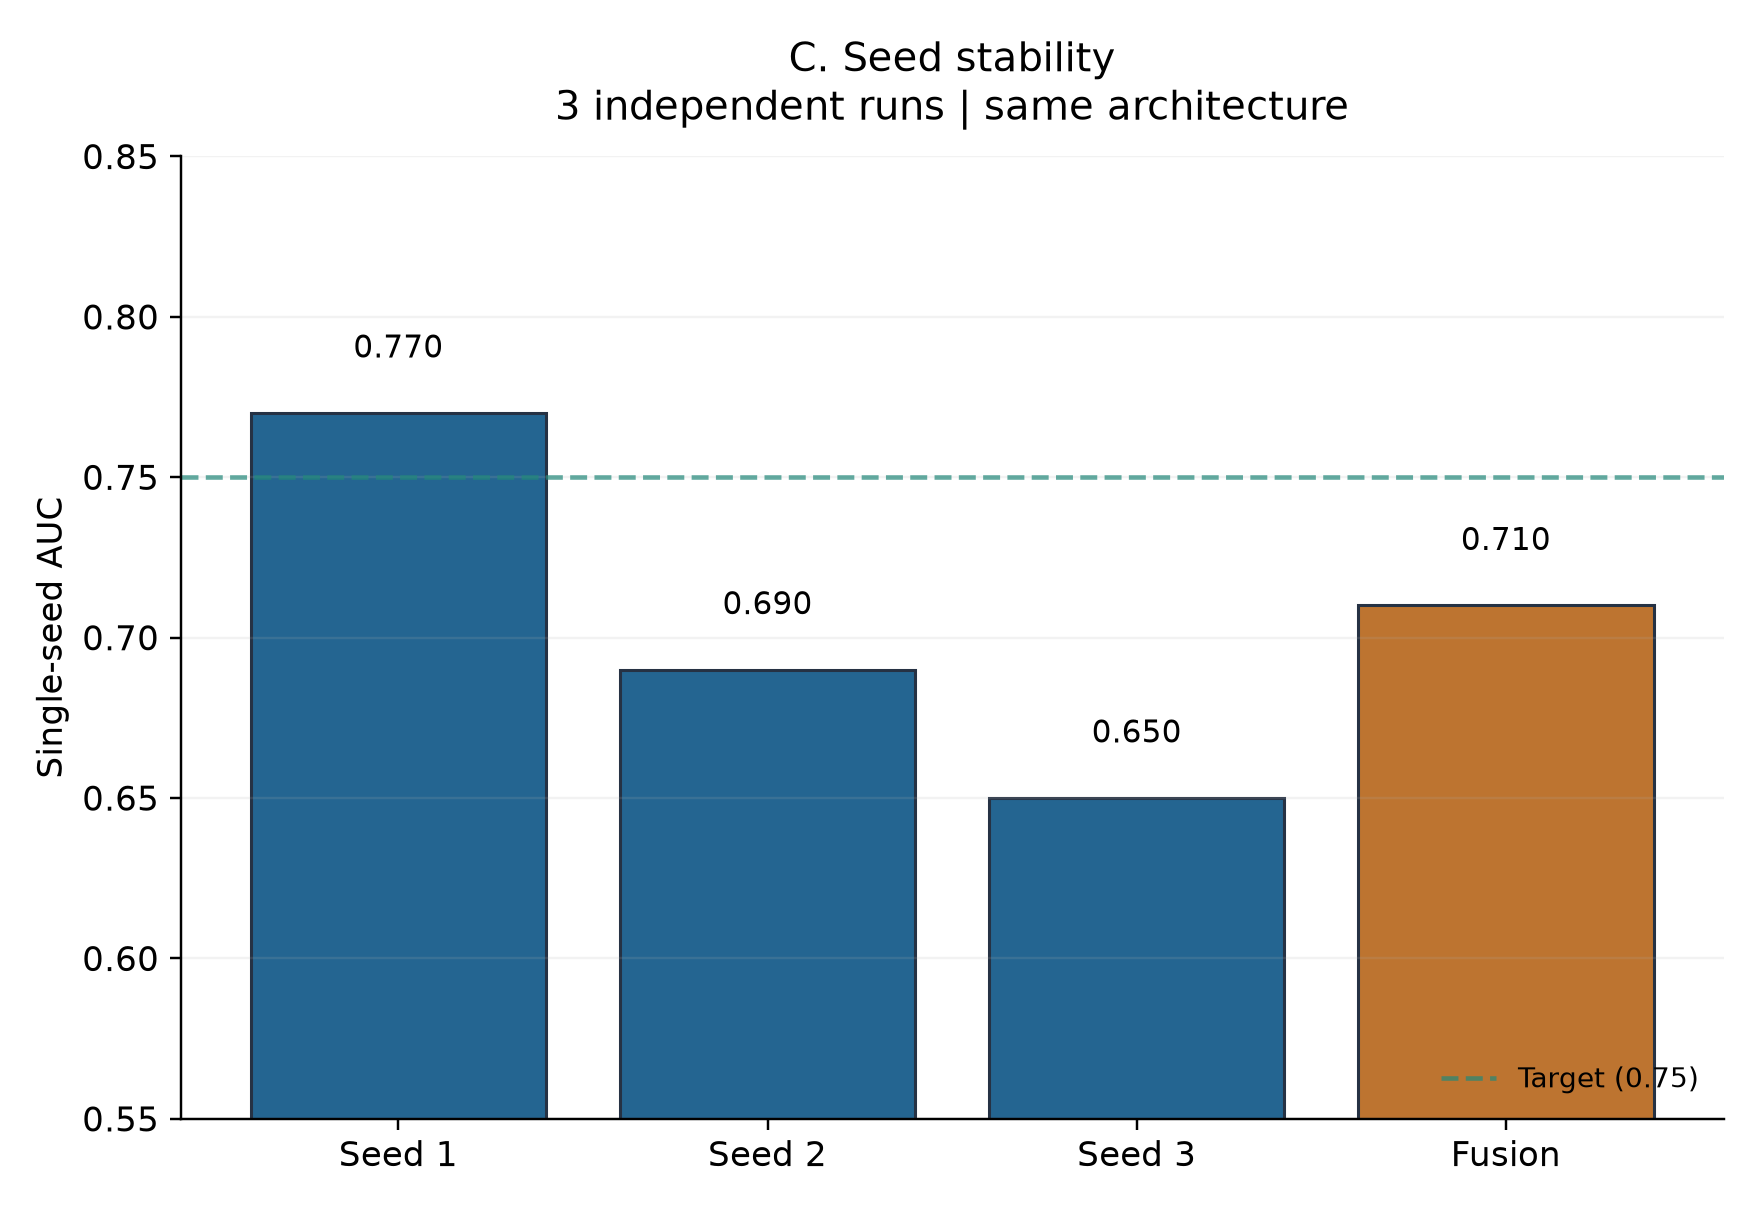 C. Seed stability
3 independent runs | same architecture
Single-seed AUC
0.85
0.80
0.75
0.70
0.65
0.60
0.55
0.770
0.690
0.650
0.710
Target (0.75)
Seed 1
Seed 2
Seed 3
Fusion